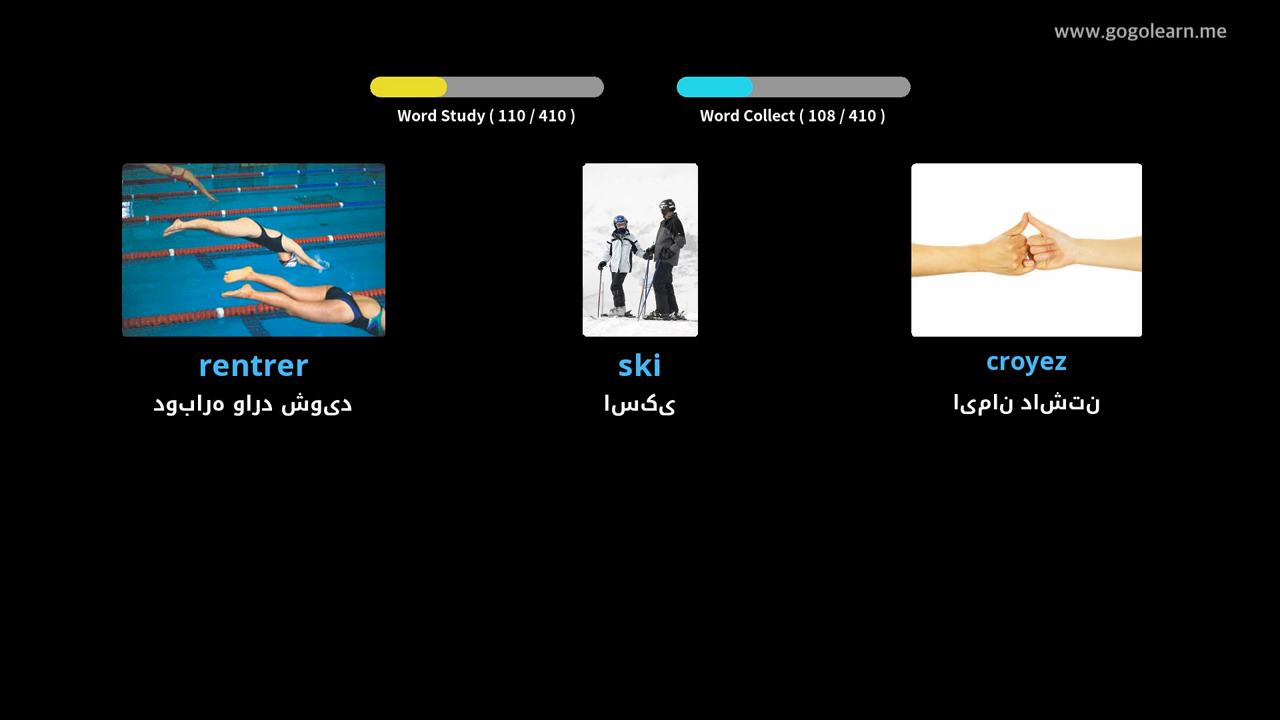 www.gogolearn.me
Word Study ( 110 / 410 )
Word Collect ( 108 / 410 )
rentrer
دیوش دراو هرابود
ski
یکسا
croyez
نتشاد نامیا